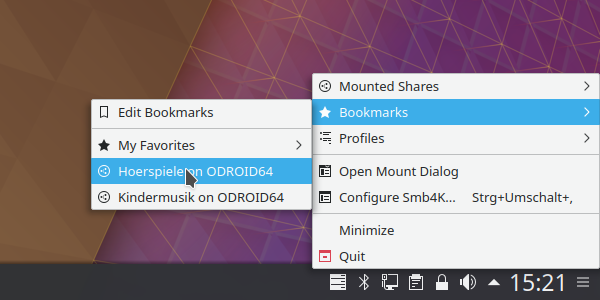 Mounted Shares
Bookmarks
Profiles
Open Mount Dialog
Configure Smb4K... Strg+Umschalt+,
Minimize
Quit
Edit Bookmarks
My Favorites
Hoerspiele on ODROID64
Kindermusik on ODROID64
15:21